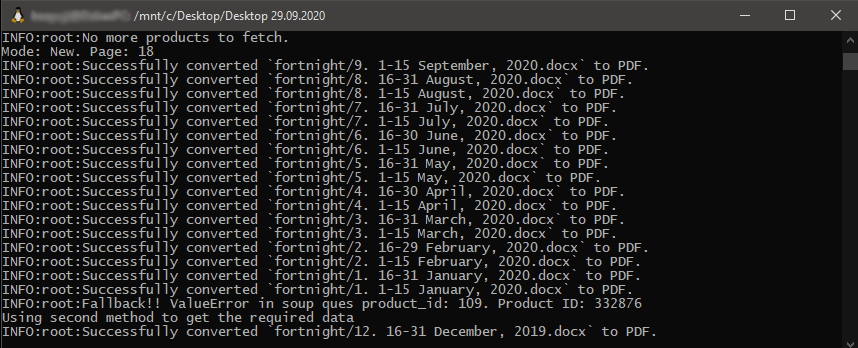 /mnt/c/Desktop/Desktop 29.09.2020
INFO:root:No more products to fetch.
Mode: New. Page: 18
INFO:root:Successfully converted `fortnight/9. 1-15 September, 2020.docx` to PDF.
INFO:root:Successfully converted `fortnight/8. 16-31 August, 2020.docx` to PDF.
INFO:root:Successfully converted `fortnight/8. 1-15 August, 2020.docx` to PDF.
INFO:root:Successfully converted `fortnight/7. 16-31 July, 2020.docx` to PDF.
INFO:root:Successfully converted `fortnight/7. 1-15 July, 2020.docx` to PDF.
INFO:root:Successfully converted `fortnight/6. 16-30 June, 2020.docx` to PDF.
INFO:root:Successfully converted `fortnight/6. 1-15 June, 2020.docx` to PDF.
INFO:root:Successfully converted `fortnight/5. 16-31 May, 2020.docx` to PDF.
INFO:root:Successfully converted `fortnight/5. 1-15 May, 2020.docx` to PDF.
INFO:root:Successfully converted `fortnight/4. 16-30 April, 2020.docx` to PDF.
INFO:root:Successfully converted `fortnight/4. 1-15 April, 2020.docx` to PDF.
INFO:root:Successfully converted `fortnight/3. 16-31 March, 2020.docx` to PDF.
INFO:root:Successfully converted `fortnight/3. 1-15 March, 2020.docx` to PDF.
INFO:root:Successfully converted `fortnight/2. 16-29 February, 2020.docx` to PDF.
INFO:root:Successfully converted `fortnight/2. 1-15 February, 2020.docx` to PDF.
INFO:root:Successfully converted `fortnight/1. 16-31 January, 2020.docx` to PDF.
INFO:root:Successfully converted `fortnight/1. 1-15 January, 2020.docx` to PDF.
INFO:root:Fallback!! ValueError in soup ques product_id: 109. Product ID: 332876
Using second method to get the required data
INFO:root:Successfully converted `fortnight/12. 16-31 December, 2019.docx` to PDF.